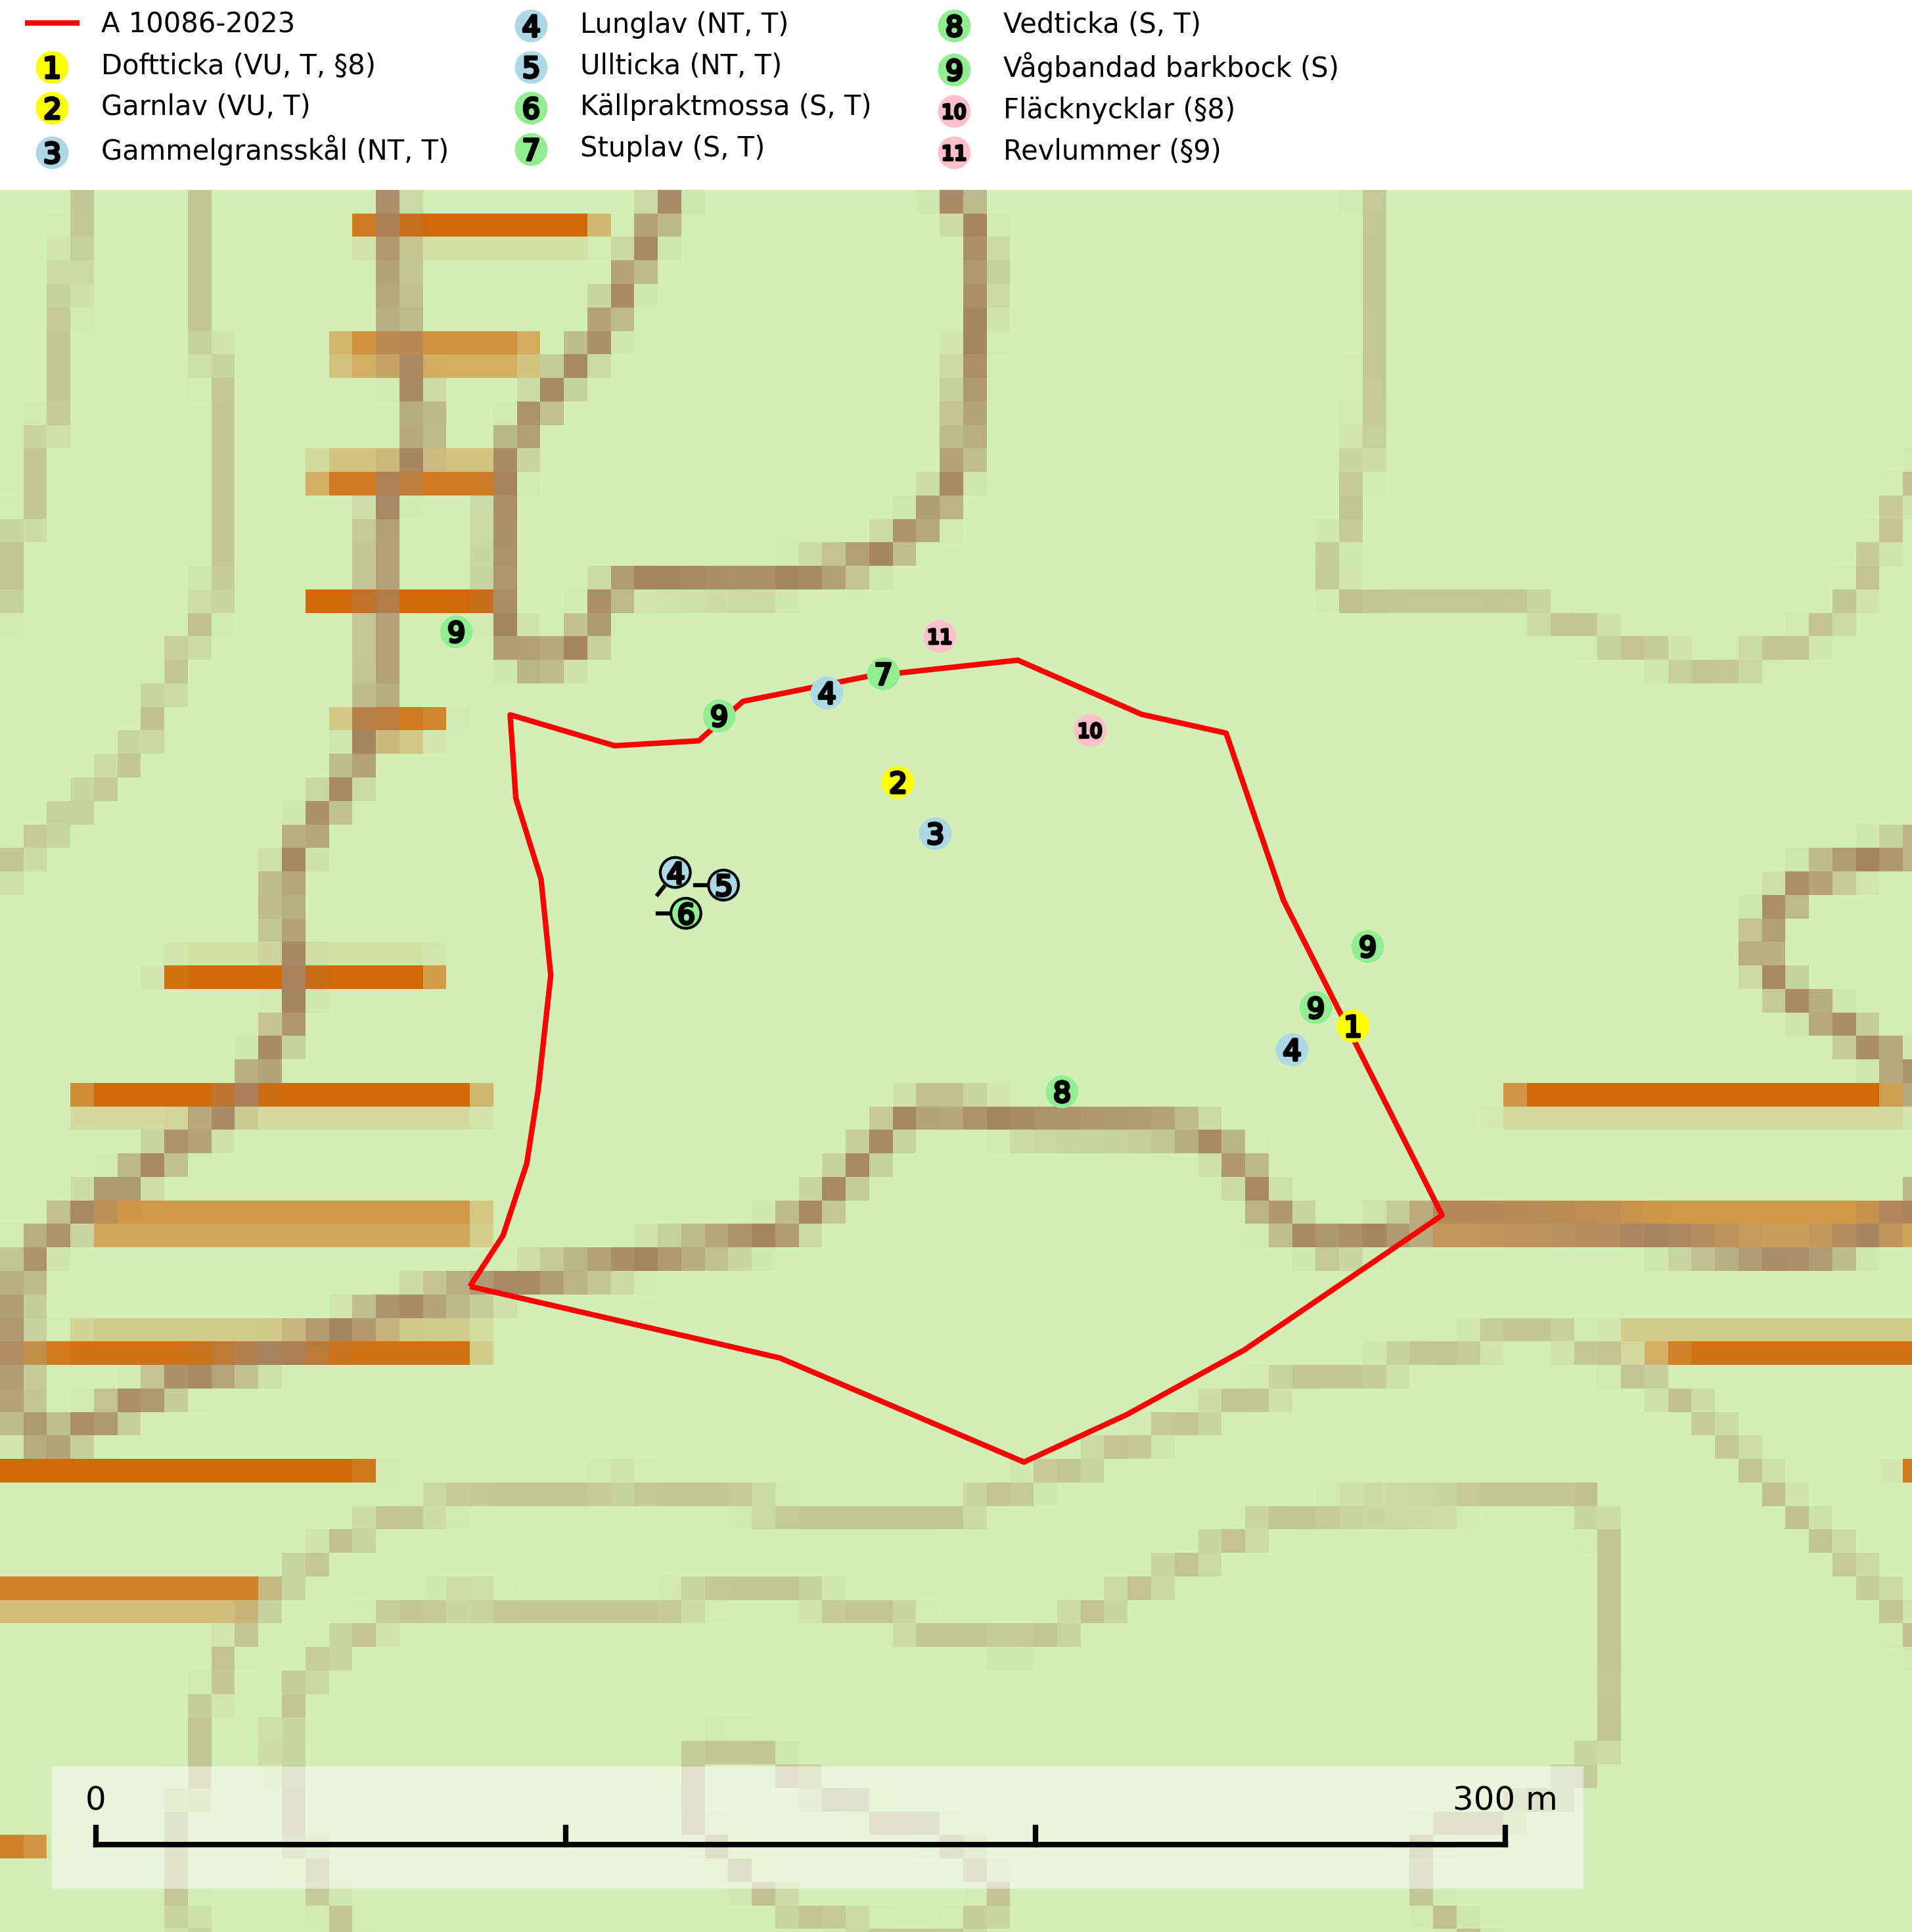 A 10086-2023
1 Doftticka (VU, T, §8)
2 Garnlav (VU, T)
3 Gammelgransskål (NT, T)
4 Lunglav (NT, T)
5 Ullticka (NT, T)
6 Källpraktmossa (S, T)
7 Stuplav (S, T)
8 Vedticka (S, T)
9 Vågbandad barkbock (S)
10 Fläcknycklar (§8)
11 Revlummer (§9)
9
11
7
4
9
10
2
3
4
5
6
9
9
1
4
8
0
300 m